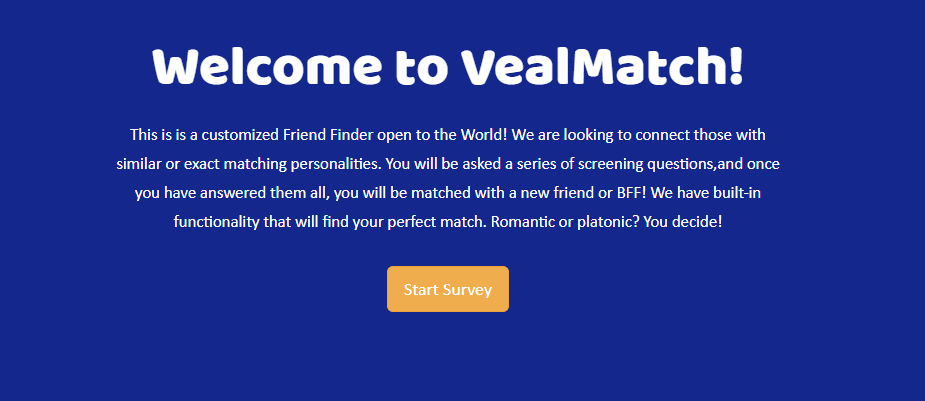 Welcome to VealMatch!
This is is a customized Friend Finder open to the World! We are looking to connect those with
similar or exact matching personalities. You will be asked a series of screening questions,and once
you have answered them all, you will be matched with a new friend or BFF! We have built-in
functionality that will find your perfect match. Romantic or platonic? You decide!
Start Survey